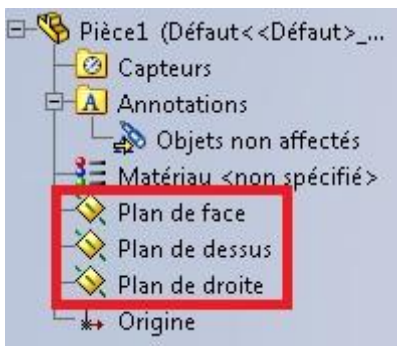 Pièce1 (Défaut<<Défaut>_...
Capteurs
A Annotations
Objets non affectés
Matériau <non spécifié>
Plan de face
Plan de dessus
Plan de droite
Origine